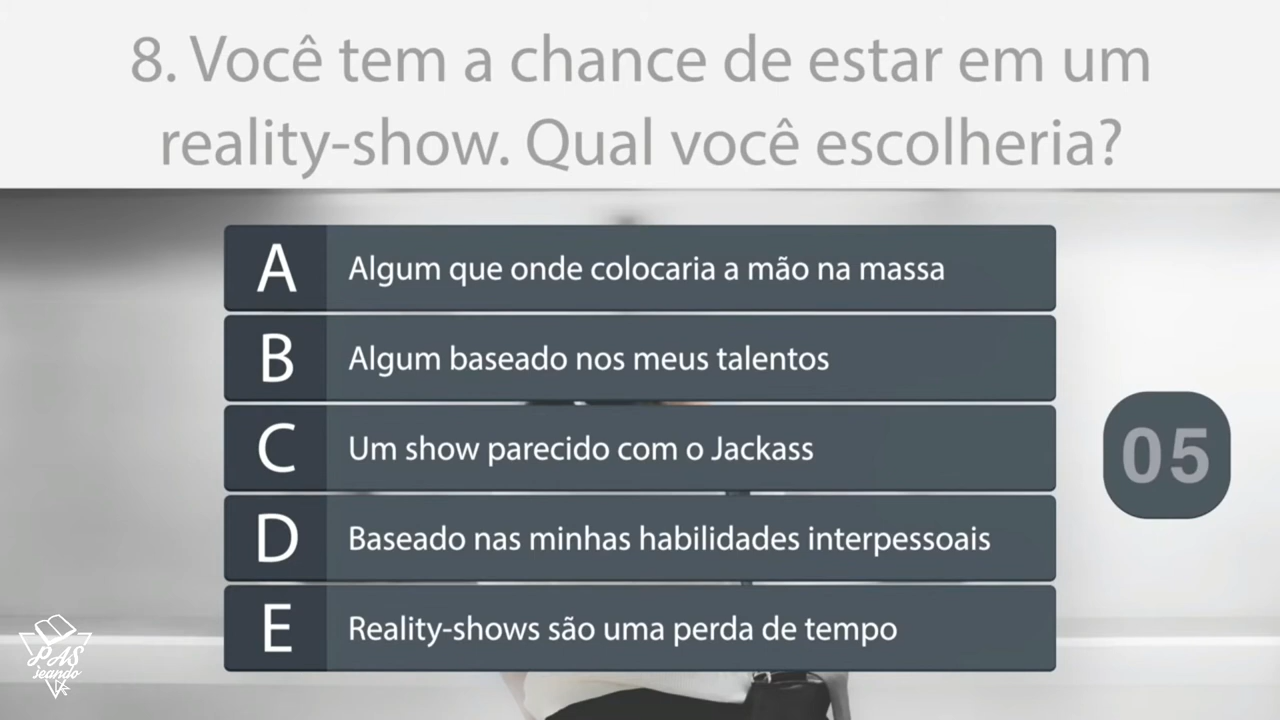 8. Você tem a chance de estar em um
reality-show. Qual você escolheria?
A Algum que onde colocaria a mão na massa
B Algum baseado nos meus talentos
C Um show parecido com o Jackass
05
D Baseado nas minhas habilidades interpessoais
E Reality-shows são uma perda de tempo
PAS
jeando